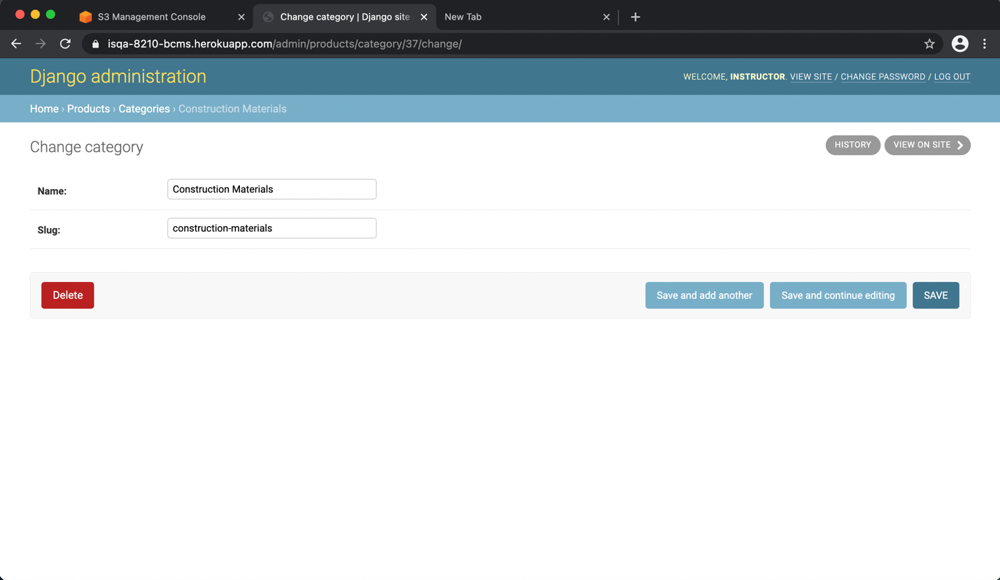 S3 Management Console
Change category | Django site
New Tab
isqa-8210-bcms.herokuapp.com/admin/products/category/37/change/
Django administration
WELCOME, INSTRUCTOR. VIEW SITE / CHANGE PASSWORD / LOG OUT
Home › Products › Categories › Construction Materials
Change category
HISTORY
VIEW ON SITE
Name:
Construction Materials
Slug:
construction-materials
Delete
Save and add another
Save and continue editing
SAVE